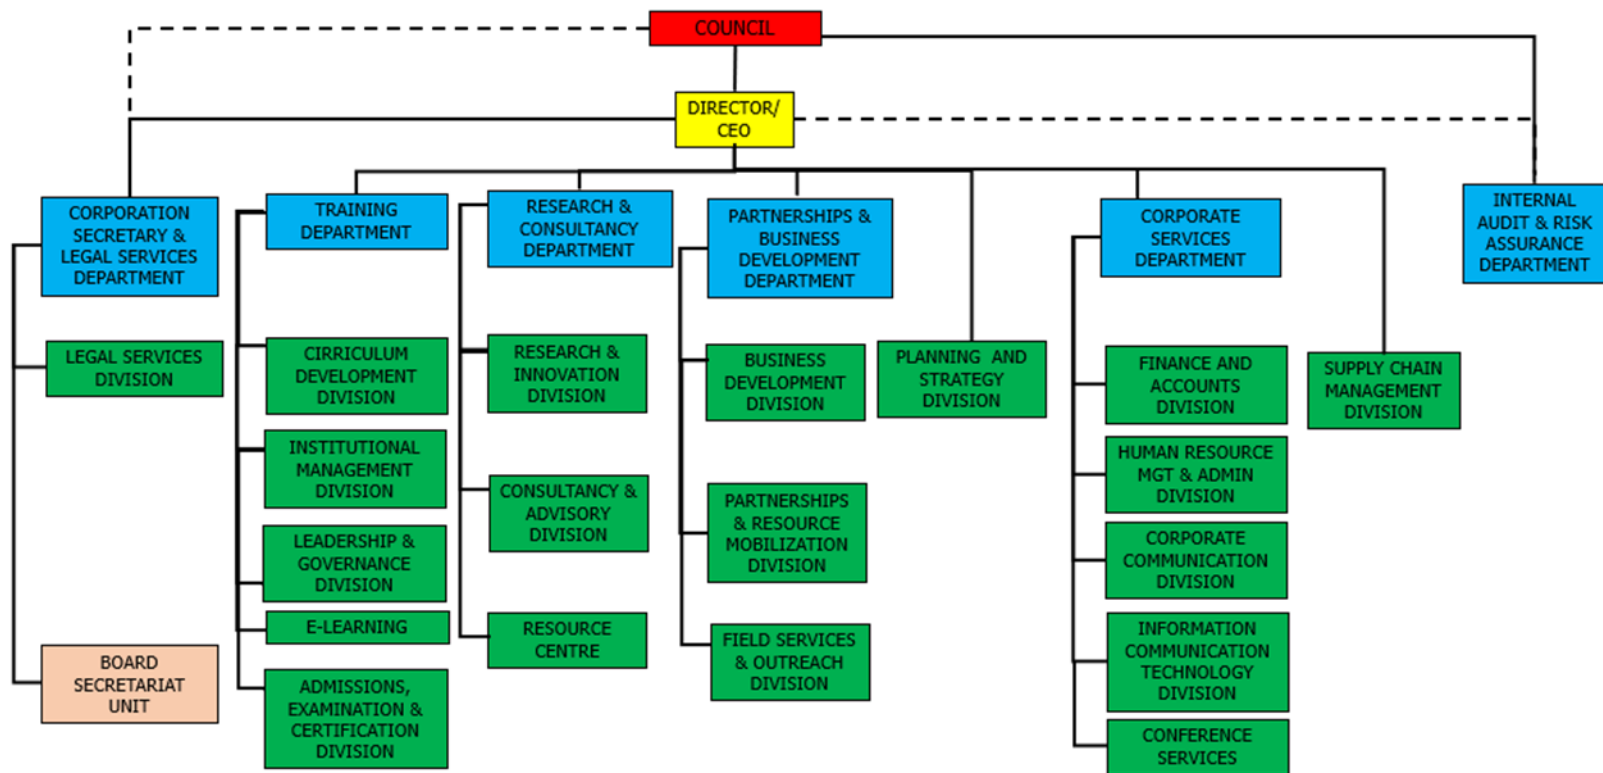 COUNCIL
DIRECTOR/
CEO
CORPORATION
SECRETARY &
LEGAL SERVICES
DEPARTMENT
TRAINING
DEPARTMENT
RESEARCH &
CONSULTANCY
DEPARTMENT
PARTNERSHIPS &
BUSINESS
DEVELOPMENT
DEPARTMENT
CORPORATE
SERVICES
DEPARTMENT
INTERNAL
AUDIT & RISK
ASSURANCE
DEPARTMENT
LEGAL SERVICES
DIVISION
BOARD
SECRETARIAT
UNIT
CIRRICULUM
DEVELOPMENT
DIVISION
INSTITUTIONAL
MANAGEMENT
DIVISION
LEADERSHIP &
GOVERNANCE
DIVISION
E-LEARNING
ADMISSIONS,
EXAMINATION &
CERTIFICATION
DIVISION
RESEARCH &
INNOVATION
DIVISION
CONSULTANCY &
ADVISORY
DIVISION
RESOURCE
CENTRE
BUSINESS
DEVELOPMENT
DIVISION
PARTNERSHIPS
& RESOURCE
MOBILIZATION
DIVISION
FIELD SERVICES
& OUTREACH
DIVISION
PLANNING AND
STRATEGY
DIVISION
FINANCE AND
ACCOUNTS
DIVISION
HUMAN RESOURCE
MGT & ADMIN
DIVISION
CORPORATE
COMMUNICATION
DIVISION
INFORMATION
COMMUNICATION
TECHNOLOGY
DIVISION
CONFERENCE
SERVICES
SUPPLY CHAIN
MANAGEMENT
DIVISION